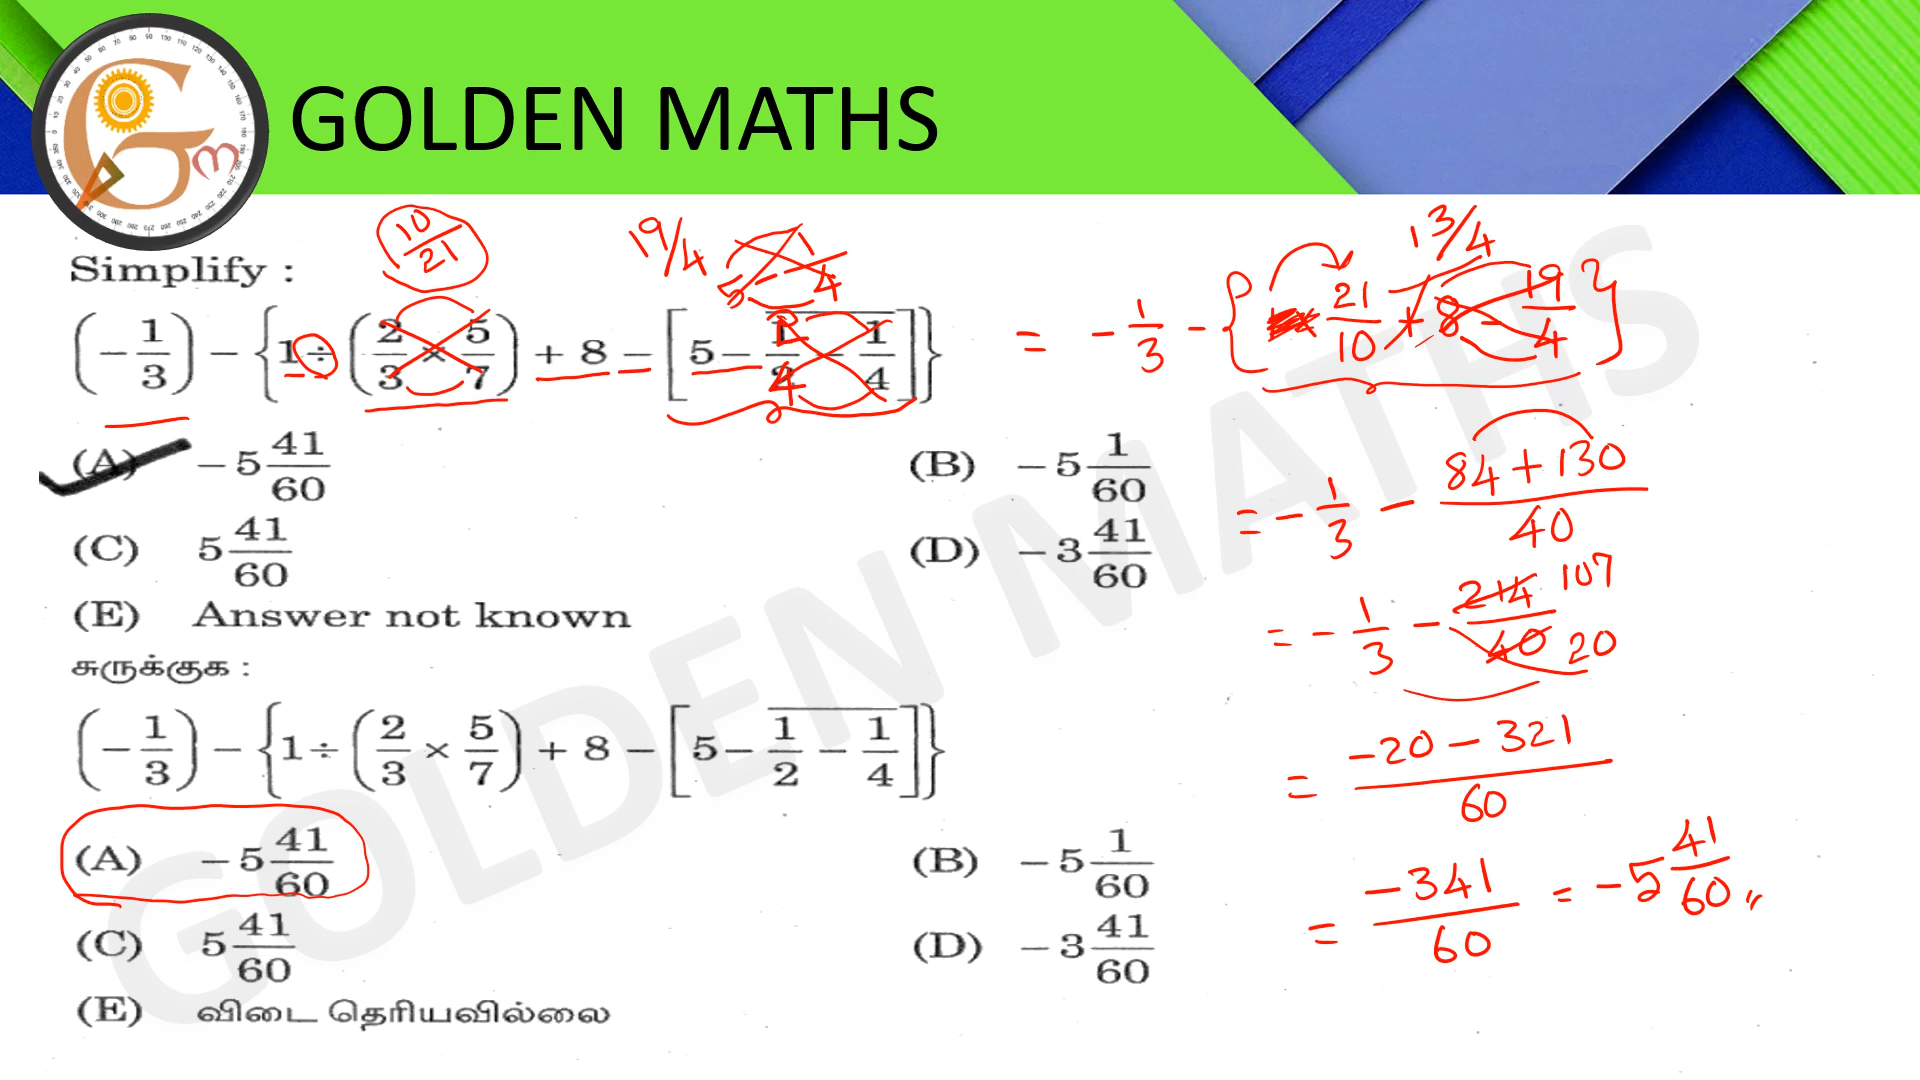 GOLDEN MATHS
Simplify :
(-1/3) - {1 ÷ (2/3 × 5/7) + 8 - [5 - 1/2 - 1/4]}
(A) -5 41/60
(B) -5 1/60
(C) 5 41/60
(D) -3 41/60
(E) Answer not known
சுருக்குக :
(-1/3) - {1 ÷ (2/3 × 5/7) + 8 - [5 - 1/2 - 1/4]}
(A) -5 41/60
(B) -5 1/60
(C) 5 41/60
(D) -3 41/60
(E) விடை தெரியவில்லை
10/21
19/4
5 - 1/4
13/4
= -1/3 - { 21/10 + 8 - 19/4 }
= -1/3 - 84+130/40
= -1/3 - 214/40 107/20
= -20 - 321/60
= -341/60 = -5 41/60 "
GOLDEN MATHS